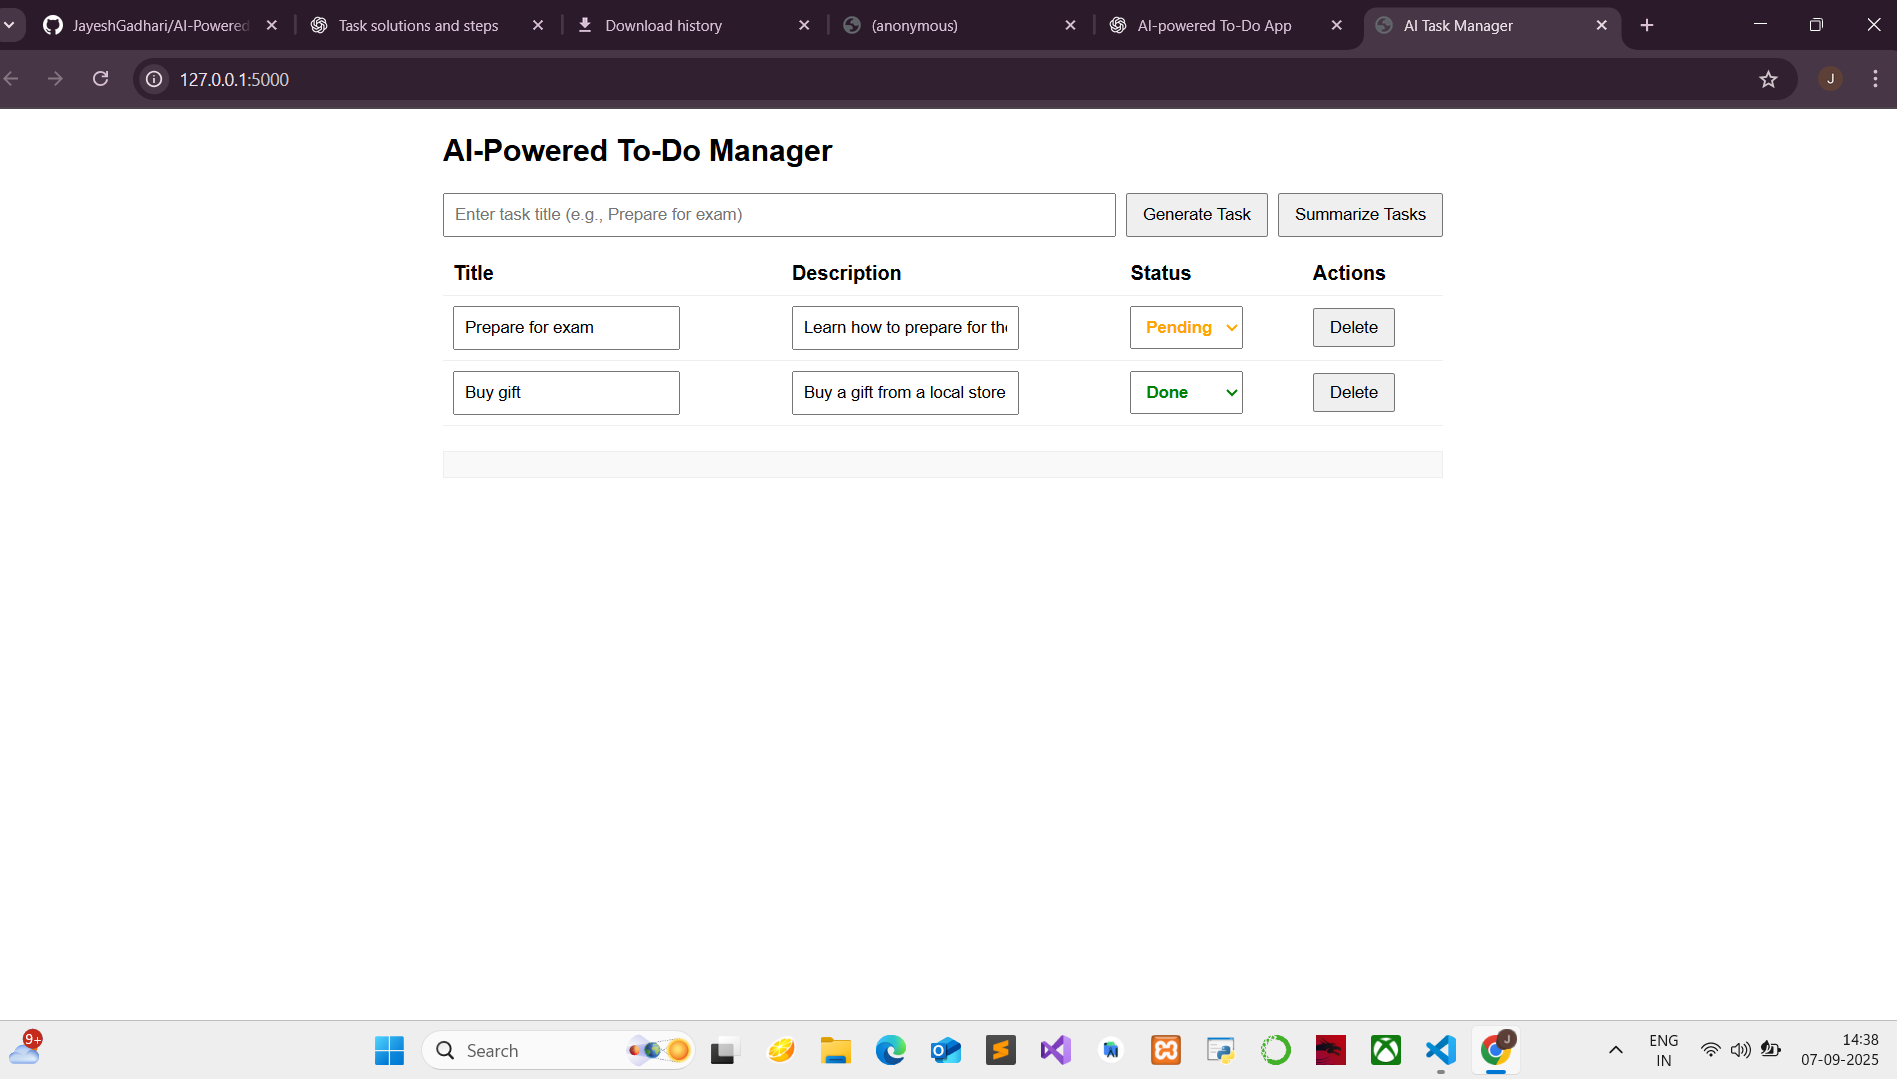 JayeshGadhari/AI-Powered
Task solutions and steps
Download history
(anonymous)
AI-powered To-Do App
AI Task Manager
127.0.0.1:5000
J
AI-Powered To-Do Manager
Enter task title (e.g., Prepare for exam)
Generate Task
Summarize Tasks
Title Description Status Actions
Prepare for exam
Learn how to prepare for th
Pending
Delete
Buy gift
Buy a gift from a local store
Done
Delete
9+
Search
AI
J
ENG
IN
14:38
07-09-2025